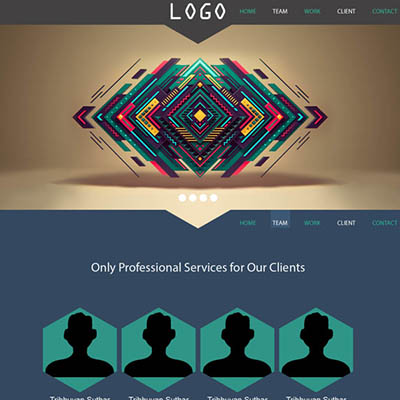 LOGO
HOME TEAM WORK CLIENT CONTACT
HOME TEAM WORK CLIENT CONTACT
Only Professional Services for Our Clients
Tribhuvan Suthar Tribhuvan Suthar Tribhuvan Suthar Tribhuvan Suthar